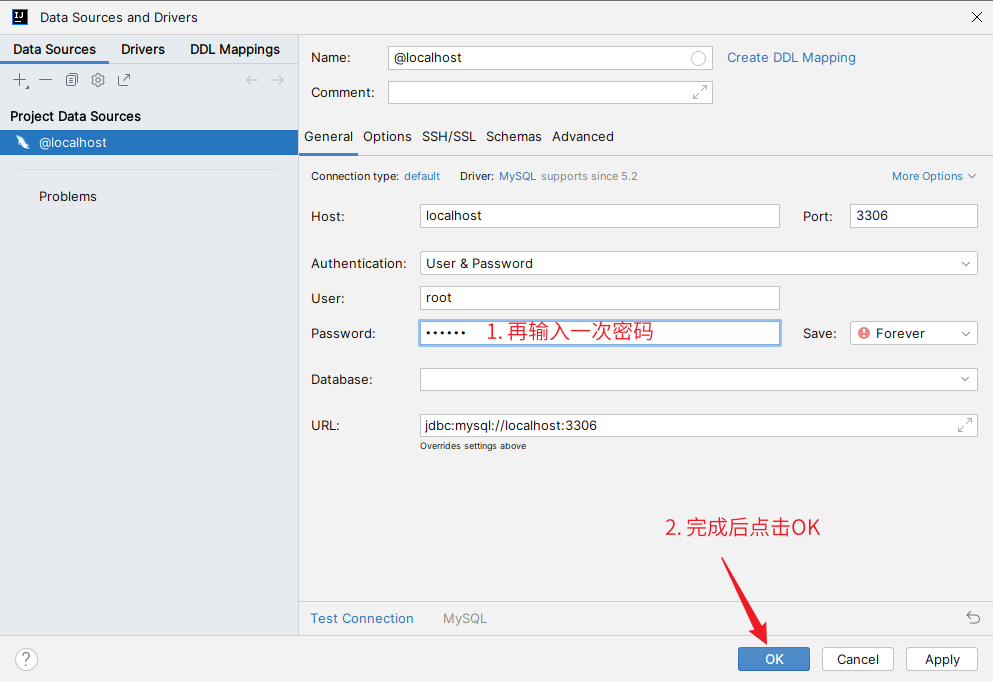 Data Sources and Drivers
Data Sources Drivers DDL Mappings
Project Data Sources
@localhost
Problems
Name: @localhost Create DDL Mapping
Comment:
General Options SSH/SSL Schemas Advanced
Connection type: default Driver: MySQL supports since 5.2 More Options
Host: localhost Port: 3306
Authentication: User & Password
User: root
Password: •••••• 1. 再输入一次密码 Save: Forever
Database:
URL: jdbc:mysql://localhost:3306
Overrides settings above
2. 完成后点击OK
Test Connection MySQL
? OK Cancel Apply